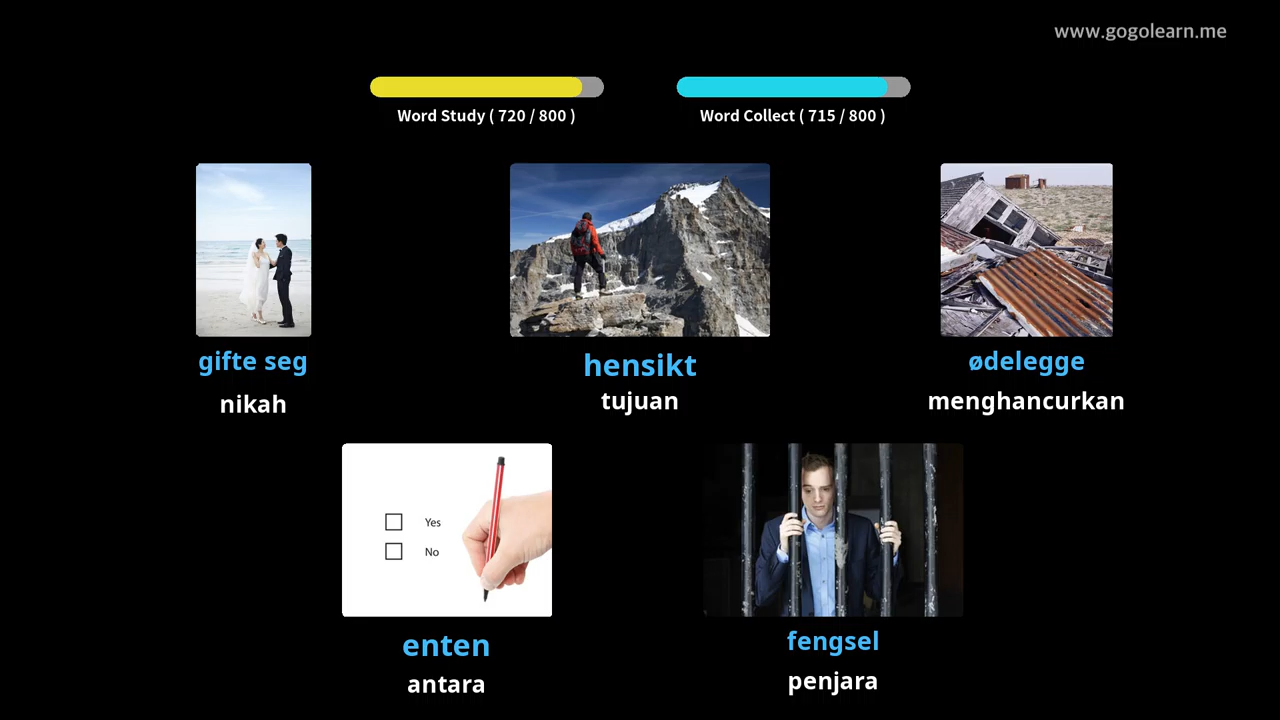 www.gogolearn.me
Word Study ( 720 / 800 )
Word Collect ( 715 / 800 )
gifte seg
hensikt
ødelegge
nikah
tujuan
menghancurkan
Yes
No
enten
fengsel
antara
penjara